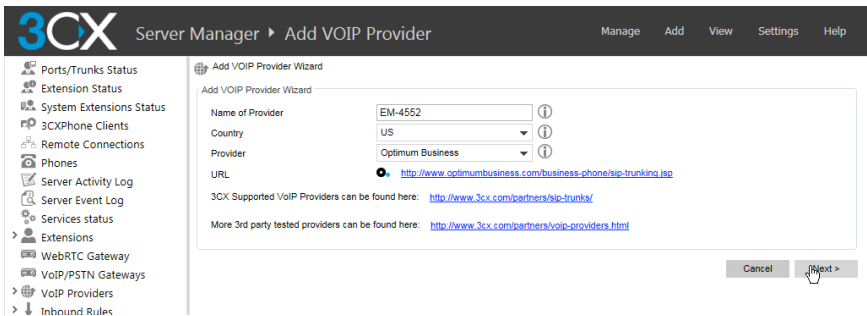 3CX Server Manager Add VOIP Provider Manage Add View Settings Help
Ports/Trunks Status
Extension Status
System Extensions Status
3CXPhone Clients
Remote Connections
Phones
Server Activity Log
Server Event Log
Services status
Extensions
WebRTC Gateway
VoIP/PSTN Gateways
VoIP Providers
Inbound Rules
Add VOIP Provider Wizard
Add VOIP Provider Wizard
Name of Provider EM-4552
Country US
Provider Optimum Business
URL http://www.optimumbusiness.com/business-phone/sip-trunking.jsp
3CX Supported VoIP Providers can be found here: http://www.3cx.com/partners/sip-trunks/
More 3rd party tested providers can be found here: http://www.3cx.com/partners/voip-providers.html
Cancel Next >